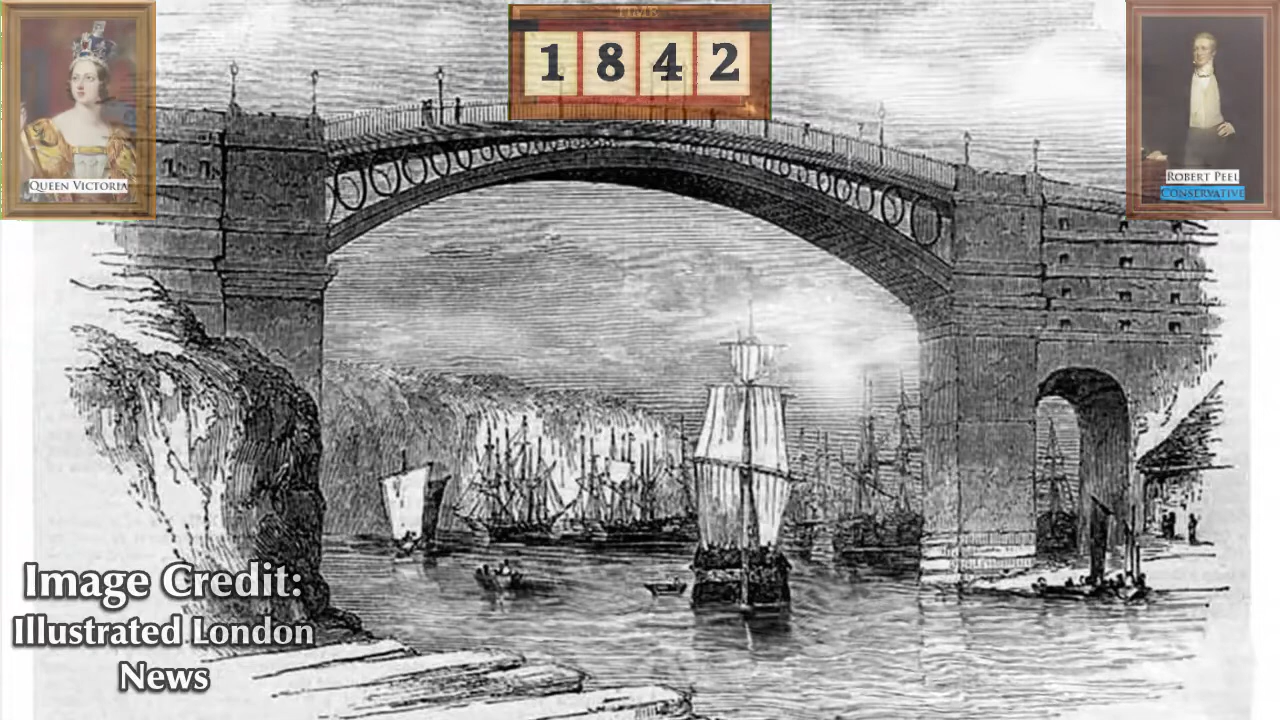 TIME
1842
QUEEN VICTORIA
ROBERT PEEL
CONSERVATIVE
Image Credit:
Illustrated London
News